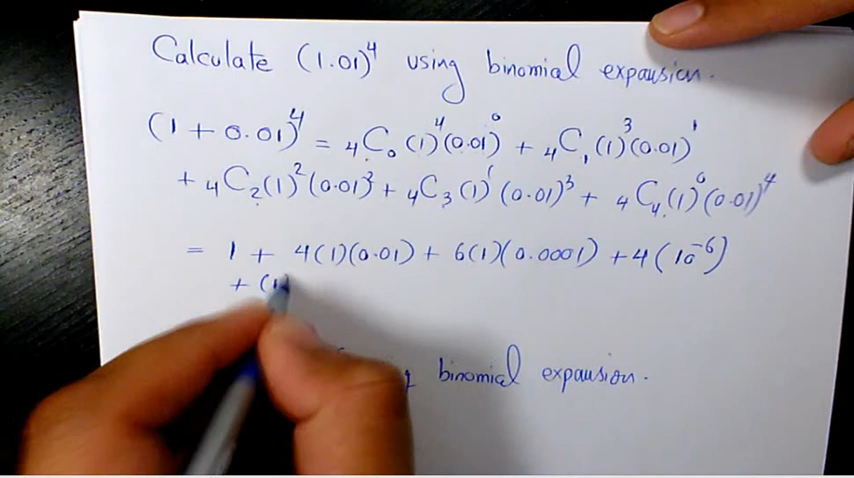 Calculate (1.01)⁴ using binomial expansion.
(1 + 0.01)⁴ = ₄C₀(1)⁴(0.01)⁰ + ₄C₁(1)³(0.01)¹
+ ₄C₂(1)²(0.01)² + ₄C₃(1)¹(0.01)³ + ₄C₄(1)⁰(0.01)⁴
= 1 + 4(1)(0.01) + 6(1)(0.0001) + 4(10⁻⁶)
+ (1
binomial expansion.